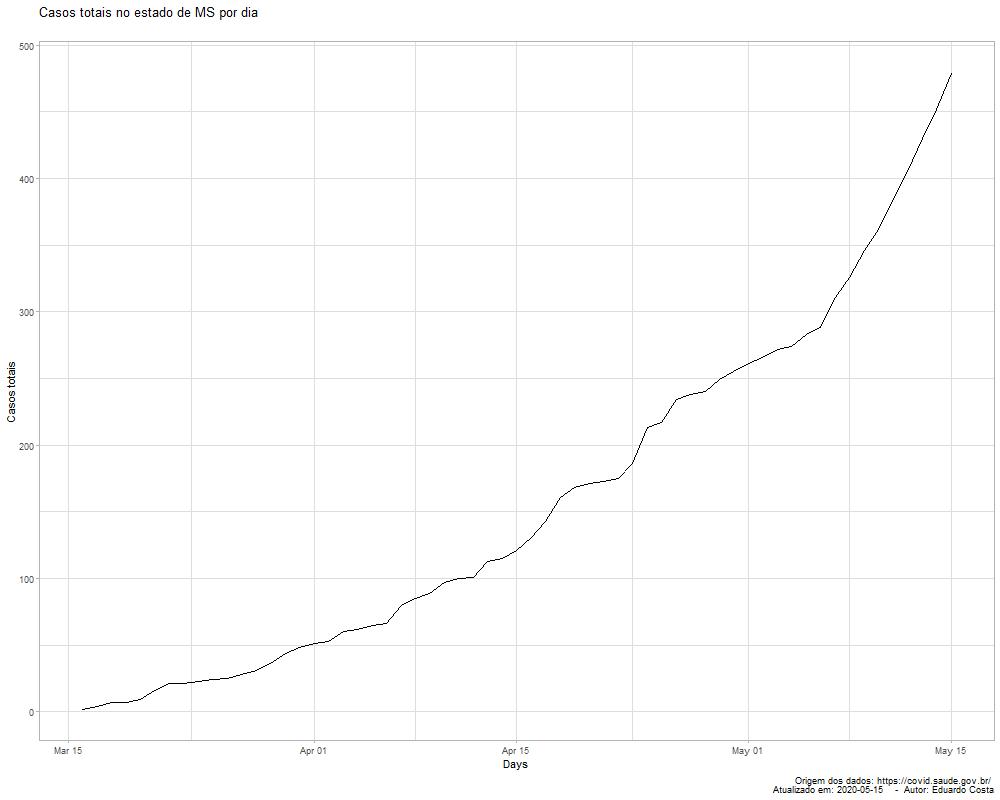 Casos totais no estado de MS por dia
500
400
300
200
100
0
Casos totais
Mar 15 Apr 01 Apr 15 May 01 May 15
Days
Origem dos dados: https://covid.saude.gov.br/
Atualizado em: 2020-05-15 - Autor: Eduardo Costa